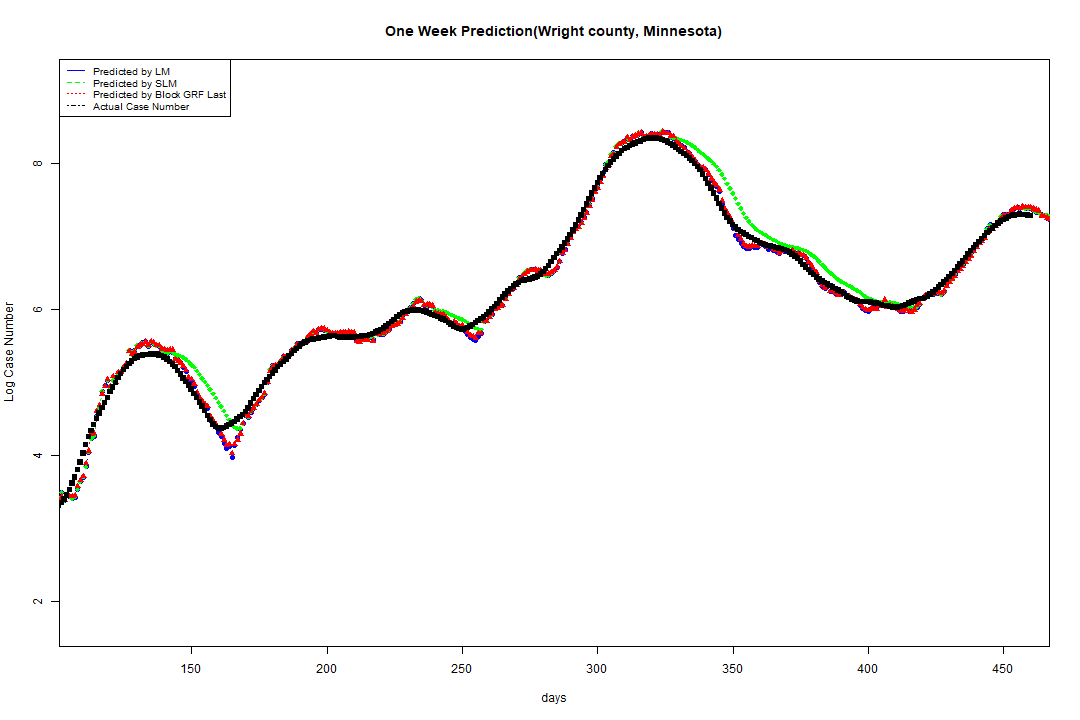 One Week Prediction(Wright county, Minnesota)
Predicted by LM
Predicted by SLM
Predicted by Block GRF Last
Actual Case Number
8
6
4
2
Log Case Number
150 200 250 300 350 400 450
days